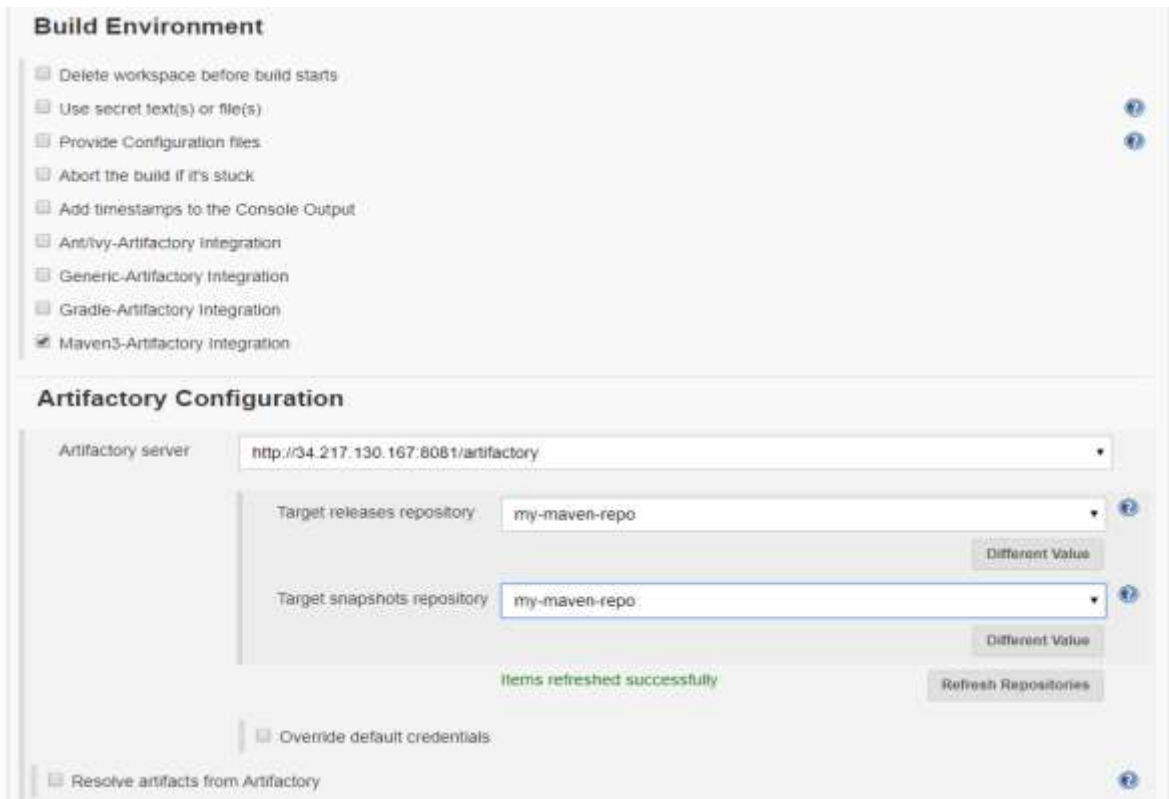 Build Environment
Delete workspace before build starts
Use secret text(s) or file(s)
Provide Configuration files
Abort the build if it's stuck
Add timestamps to the Console Output
Ant/Ivy-Artifactory Integration
Generic-Artifactory Integration
Gradle-Artifactory Integration
Maven3-Artifactory Integration
Artifactory Configuration
Artifactory server http://34.217.130.167:8081/artifactory
Target releases repository my-maven-repo
Different Value
Target snapshots repository my-maven-repo
Different Value
Items refreshed successfully Refresh Repositories
Override default credentials
Resolve artifacts from Artifactory